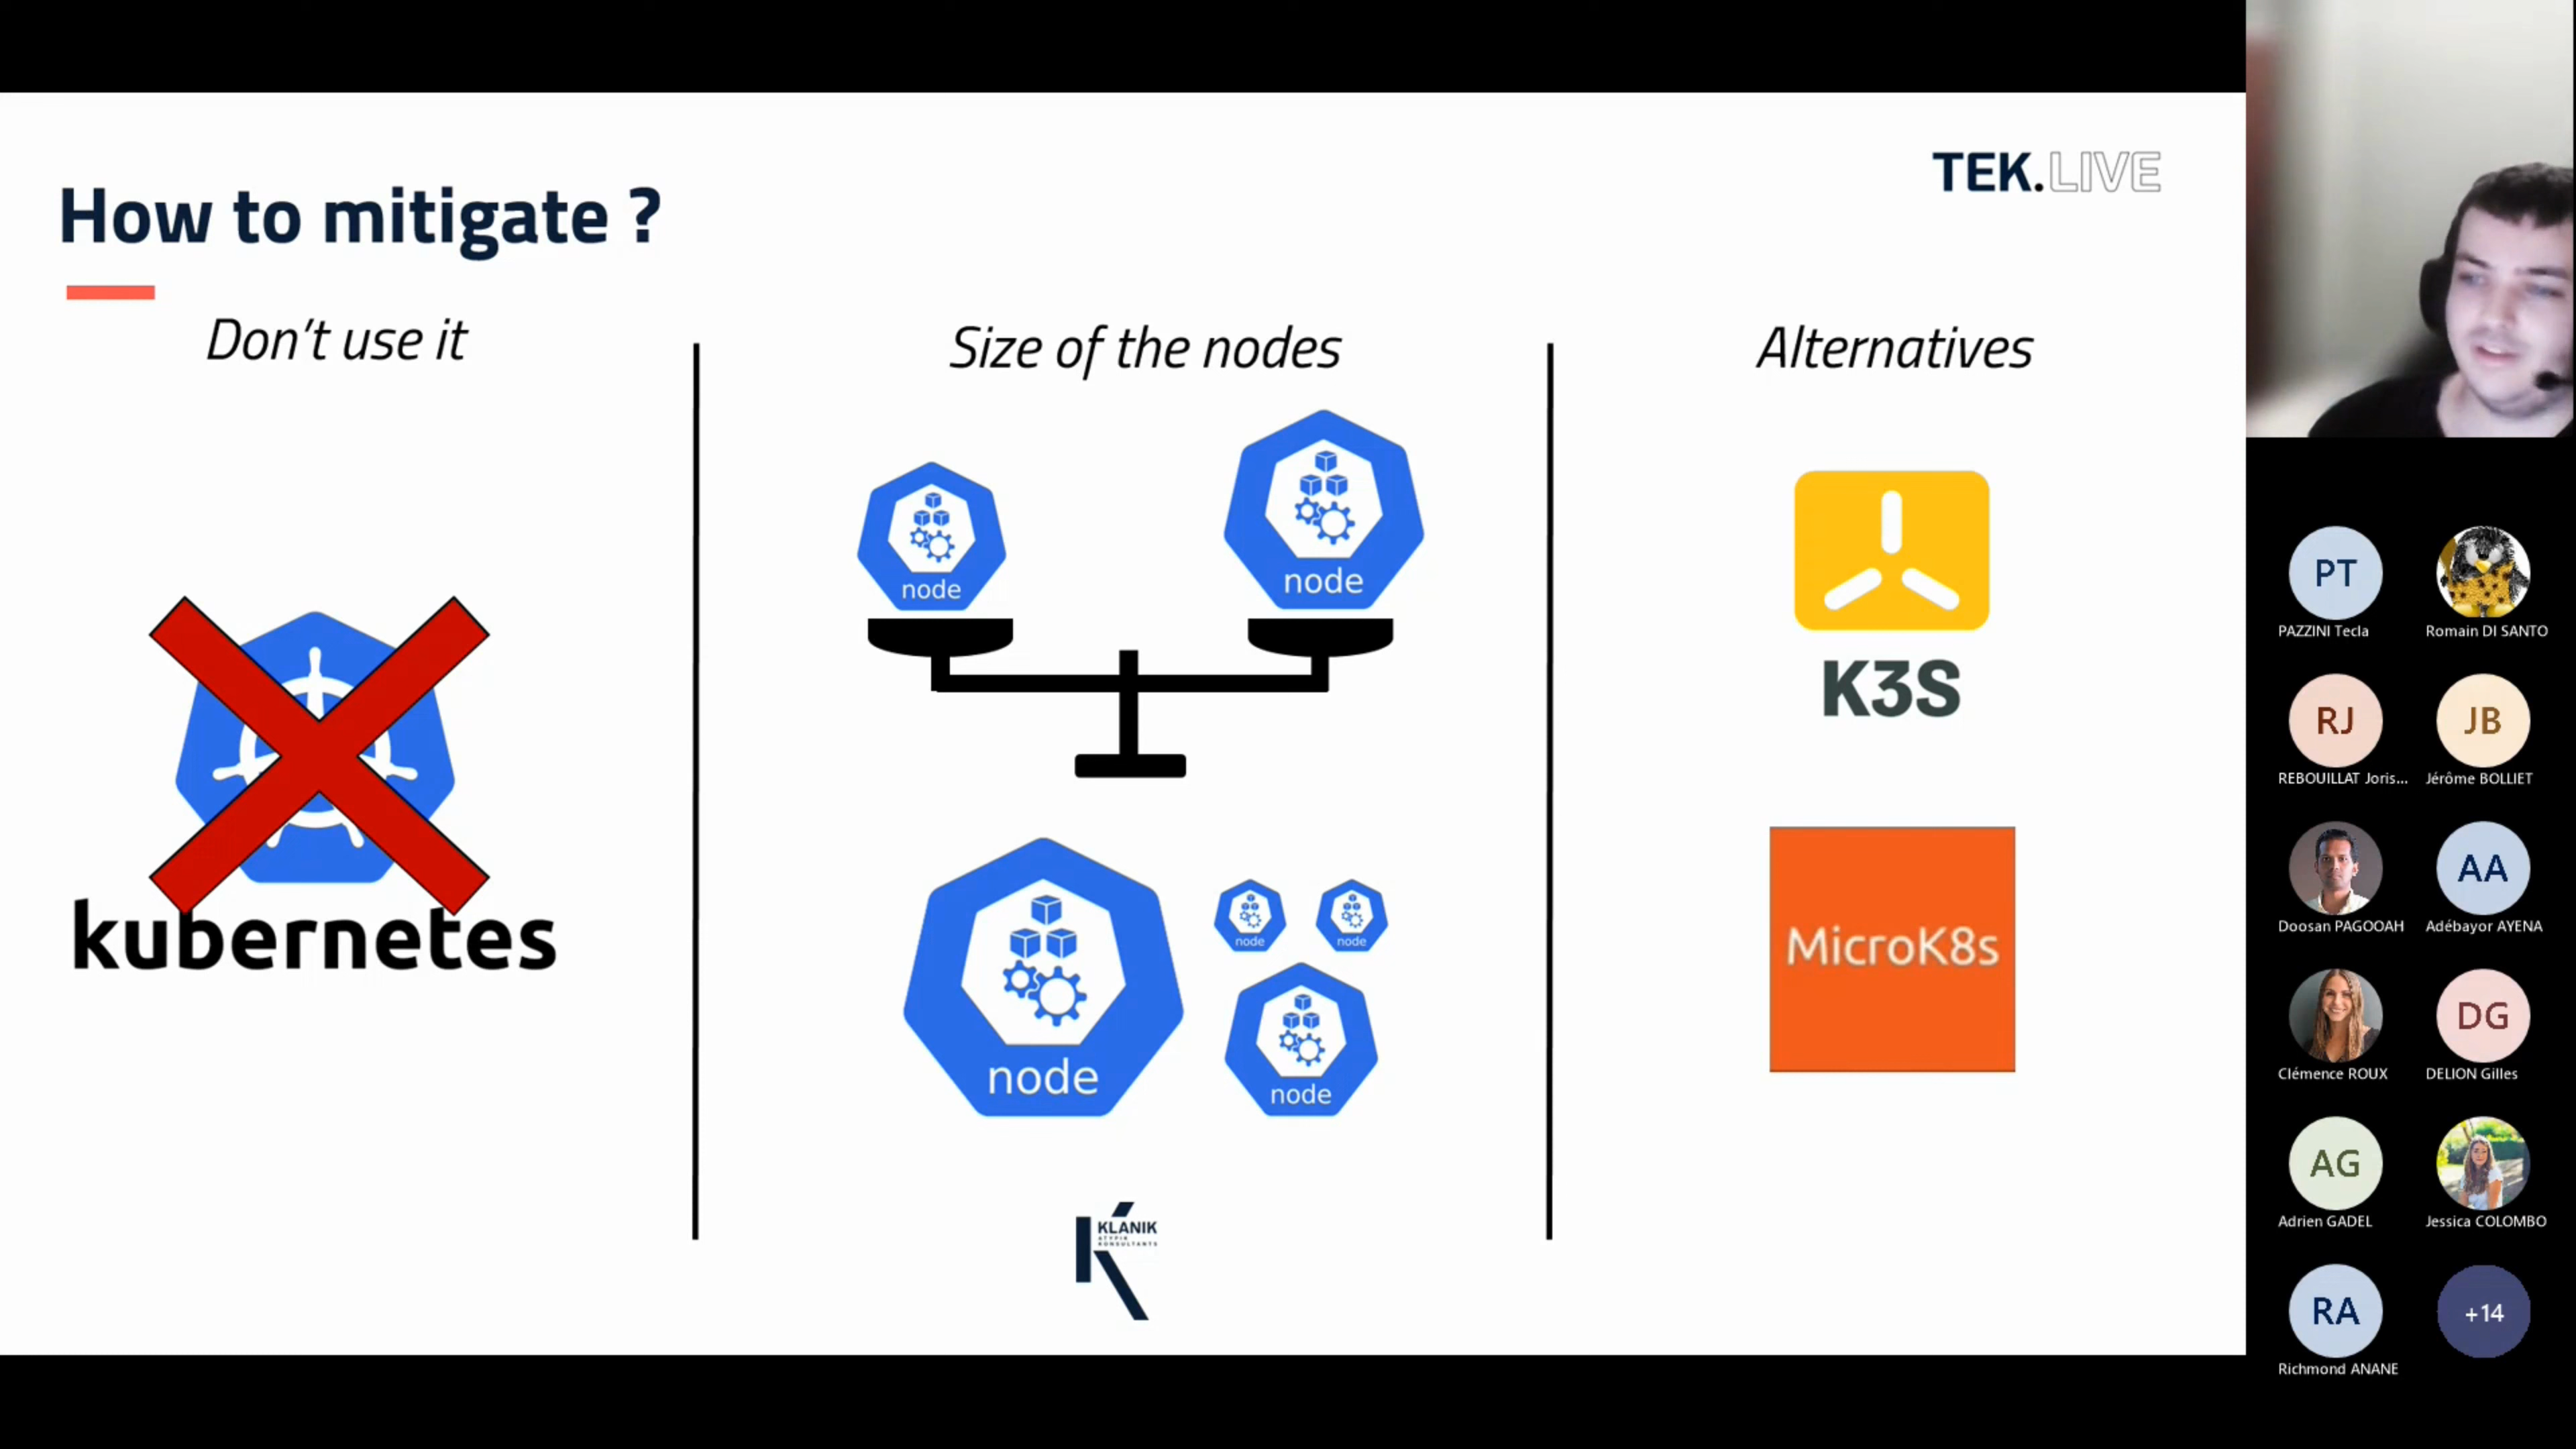 How to mitigate ?
TEK.LIVE
Don't use it
kubernetes
Size of the nodes
node
node
node
node
node
node
Alternatives
K3S
MicroK8s
KLANIK
ATYPIK
KONSULTANTS
PT
PAZZINI Tecla
Romain DI SANTO
RJ
REBOUILLAT Joris...
JB
Jérôme BOLLIET
Doosan PAGOOAH
AA
Adébayor AYENA
Clémence ROUX
DG
DELION Gilles
AG
Adrien GADEL
Jessica COLOMBO
RA
Richmond ANANE
+14